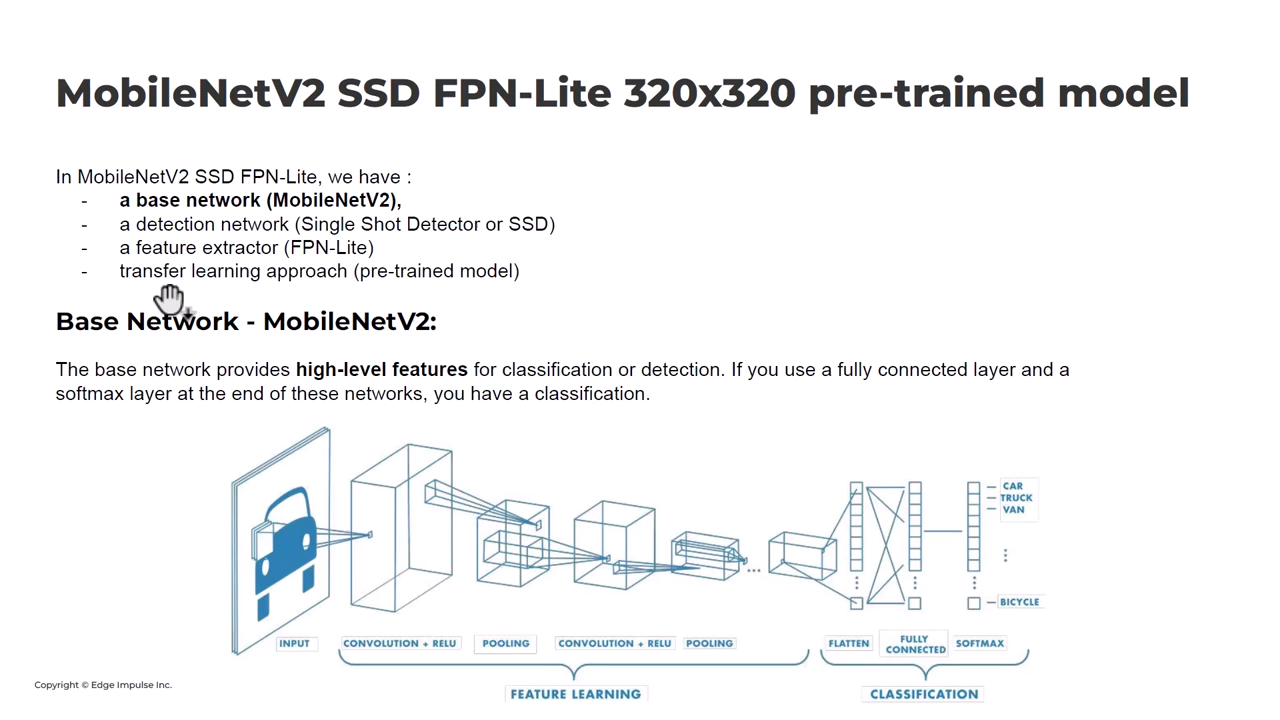 MobileNetV2 SSD FPN-Lite 320x320 pre-trained model
In MobileNetV2 SSD FPN-Lite, we have :
- a base network (MobileNetV2),
- a detection network (Single Shot Detector or SSD)
- a feature extractor (FPN-Lite)
- transfer learning approach (pre-trained model)
Base Network - MobileNetV2:
The base network provides high-level features for classification or detection. If you use a fully connected layer and a
softmax layer at the end of these networks, you have a classification.
CAR
TRUCK
VAN
BICYCLE
INPUT
CONVOLUTION + RELU
POOLING
CONVOLUTION + RELU
POOLING
FLATTEN
FULLY
CONNECTED
SOFTMAX
FEATURE LEARNING
CLASSIFICATION
Copyright © Edge Impulse Inc.